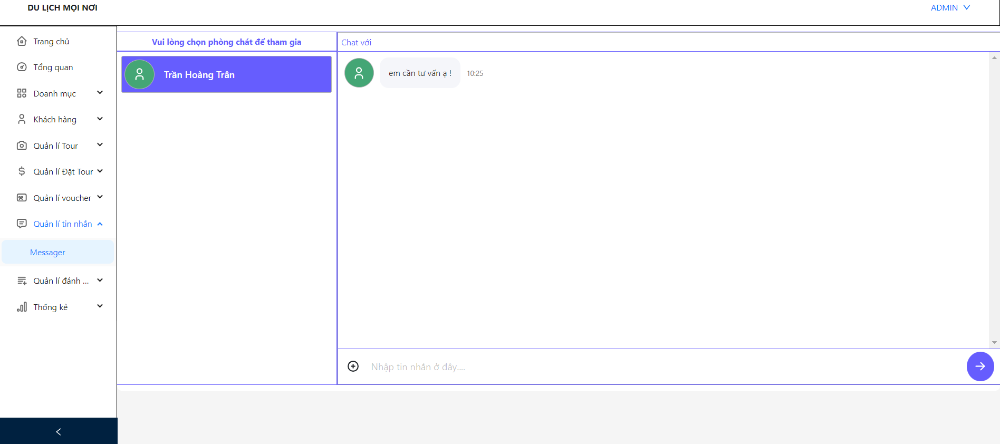 DU LỊCH MỌI NƠI
ADMIN
Trang chủ
Tổng quan
Doanh mục
Khách hàng
Quản lí Tour
Quản lí Đặt Tour
Quản lí voucher
Quản lí tin nhắn
Messager
Quản lí đánh ...
Thống kê
Vui lòng chọn phòng chát để tham gia
Trần Hoàng Trân
Chat với
em cần tư vấn ạ !
10:25
Nhập tin nhắn ở đây....